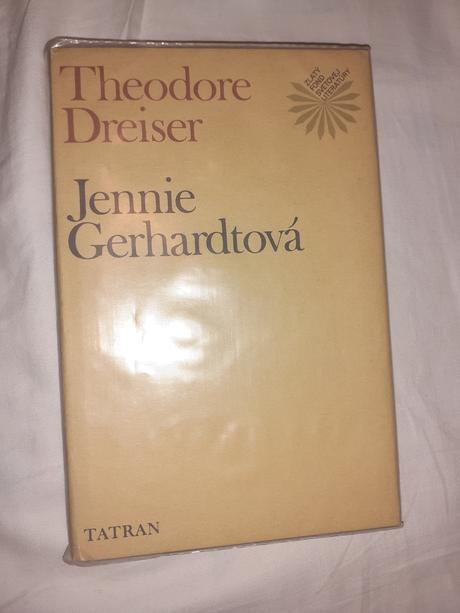 Theodore
Dreiser
ZLATÝ
FOND
SVETOVEJ
LITERATÚRY
Jennie
Gerhardtová
TATRAN